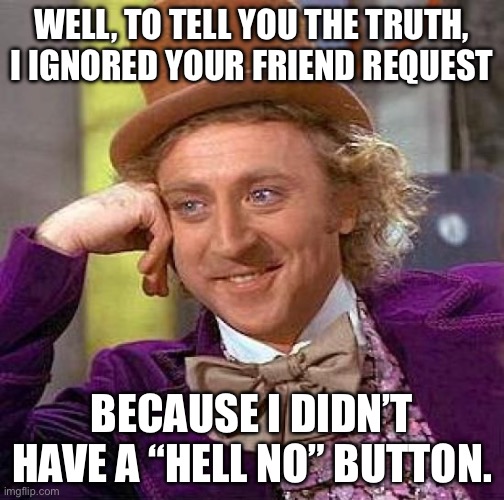 WELL, TO TELL YOU THE TRUTH,
I IGNORED YOUR FRIEND REQUEST
BECAUSE I DIDN’T
HAVE A “HELL NO” BUTTON.
imgflip.com